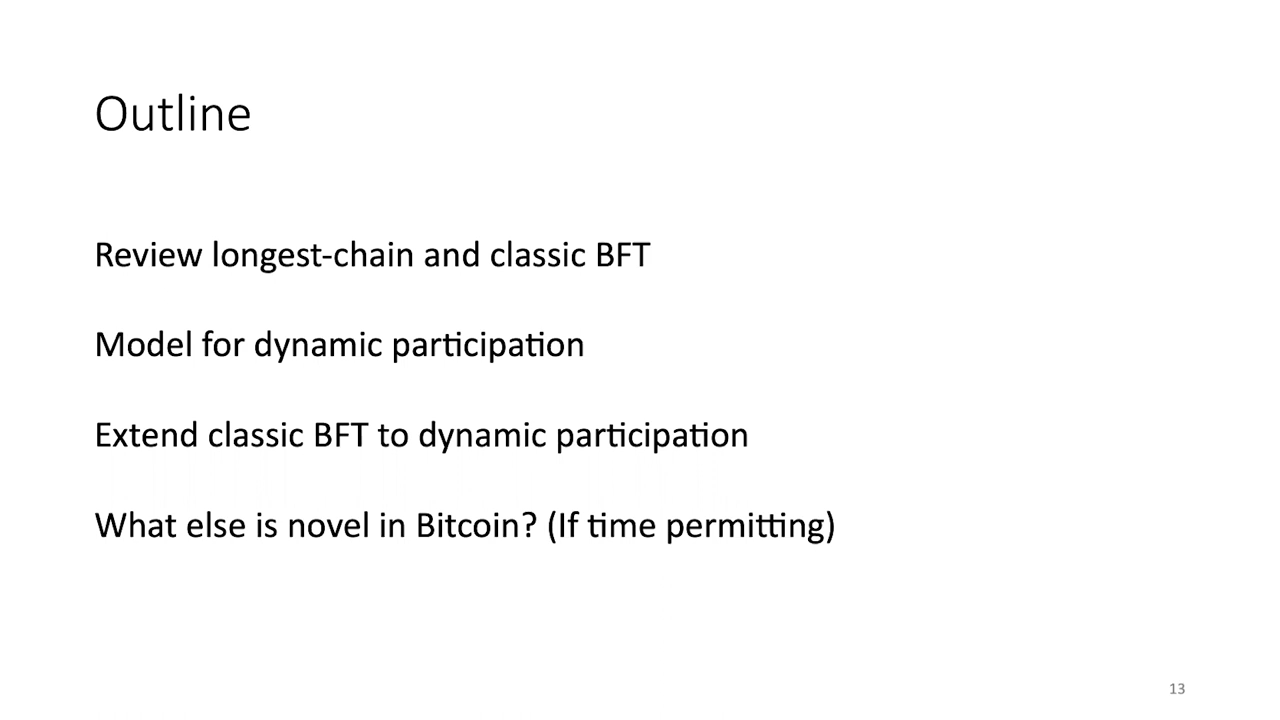 Outline
Review longest-chain and classic BFT
Model for dynamic participation
Extend classic BFT to dynamic participation
What else is novel in Bitcoin? (If time permitting)
13